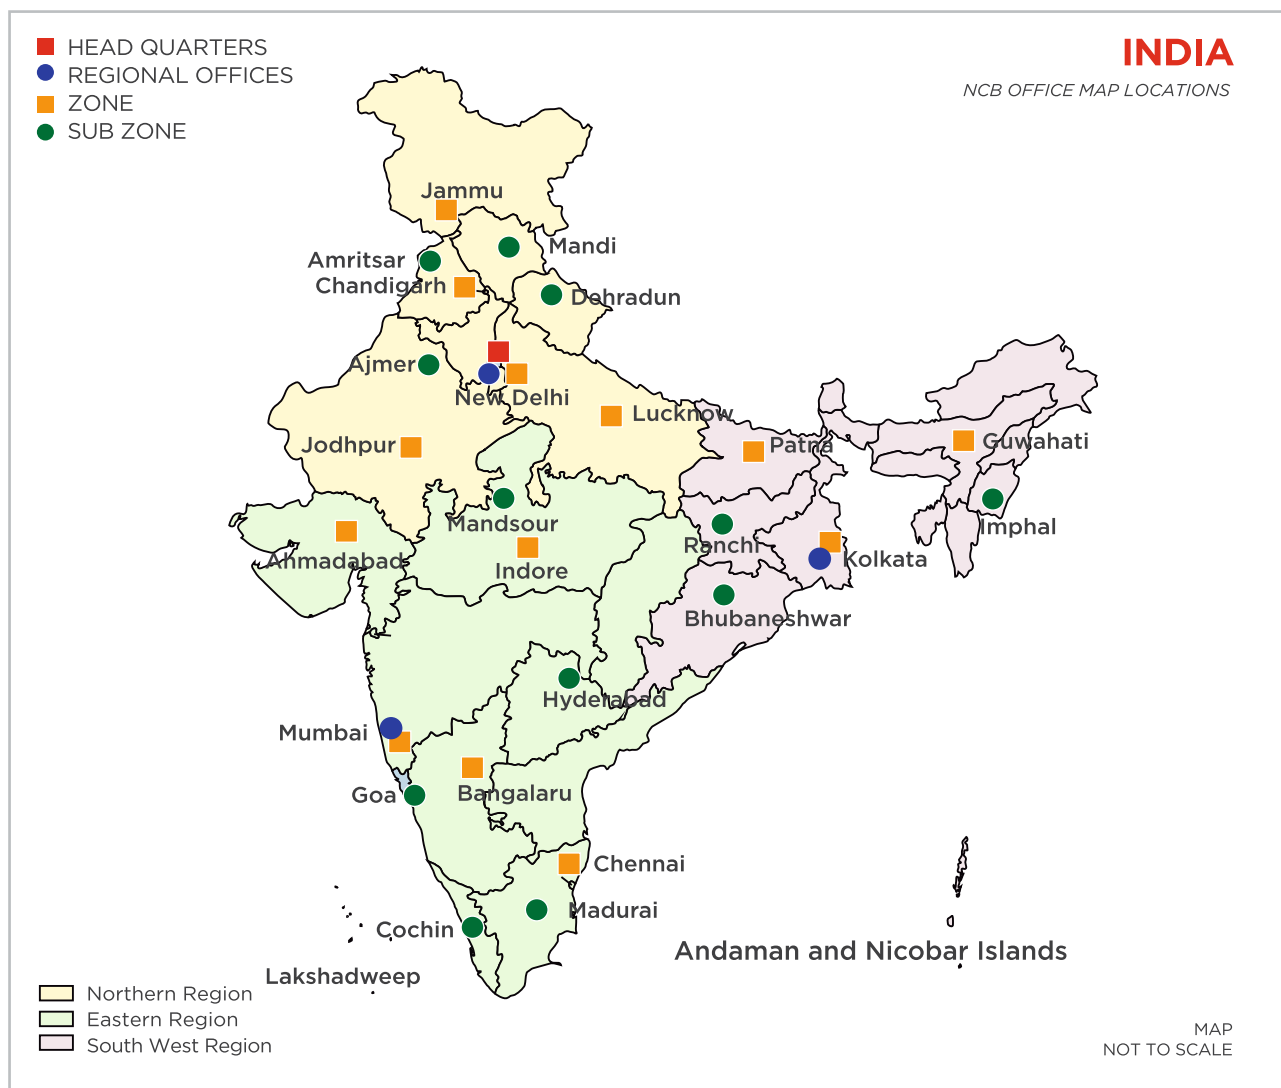 HEAD QUARTERS
REGIONAL OFFICES
ZONE
SUB ZONE
INDIA
NCB OFFICE MAP LOCATIONS
Jammu
Mandi
Amritsar
Chandigarh
Dehradun
Ajmer
New Delhi
Lucknow
Jodhpur
Patna
Guwahati
Mandsour
Imphal
Ranchi
Ahmadabad
Indore
Kolkata
Bhubaneshwar
Hyderabad
Mumbai
Goa
Bangalaru
Chennai
Madurai
Cochin
Andaman and Nicobar Islands
Lakshadweep
Northern Region
Eastern Region
South West Region
MAP
NOT TO SCALE